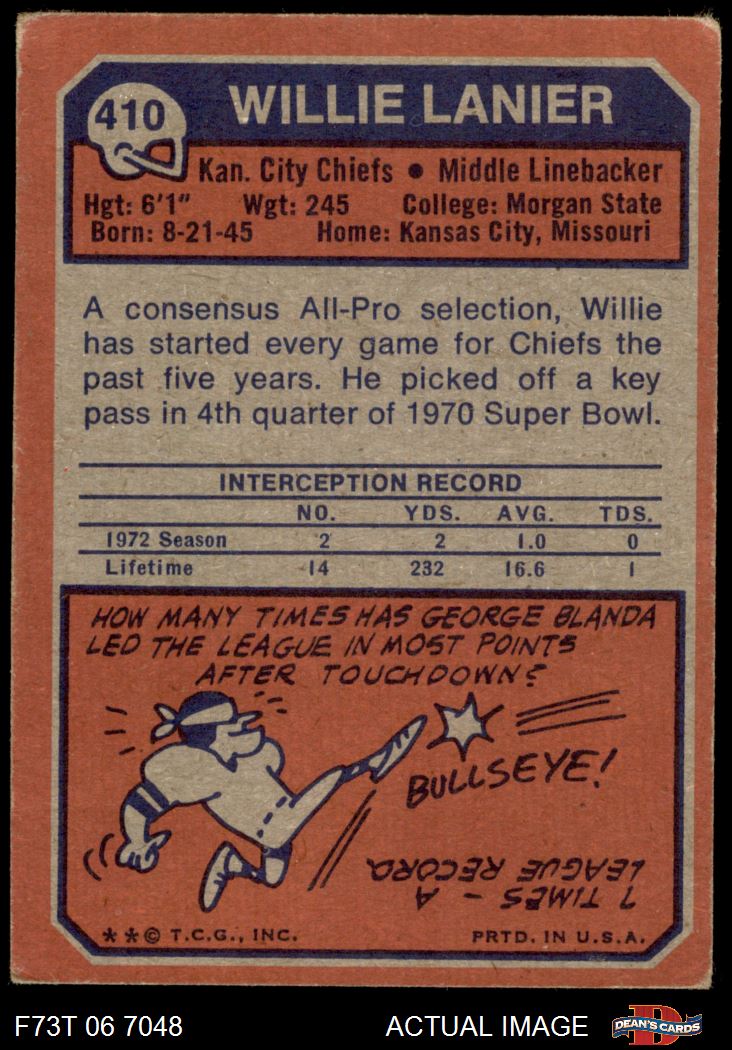 410
WILLIE LANIER
Kan. City Chiefs • Middle Linebacker
Hgt: 6'1" Wgt: 245 College: Morgan State
Born: 8-21-45 Home: Kansas City, Missouri
A consensus All-Pro selection, Willie
has started every game for Chiefs the
past five years. He picked off a key
pass in 4th quarter of 1970 Super Bowl.
INTERCEPTION RECORD
NO. YDS. AVG. TDS.
1972 Season 2 2 1.0 0
Lifetime 14 232 16.6 1
HOW MANY TIMES HAS GEORGE BLANDA
LED THE LEAGUE IN MOST POINTS
AFTER TOUCHDOWN?
BULLSEYE!
7 TIMES - A
LEAGUE RECORD.
**© T.C.G., INC. PRTD. IN U.S.A.
F73T 06 7048 ACTUAL IMAGE
D
DEAN'S CARDS